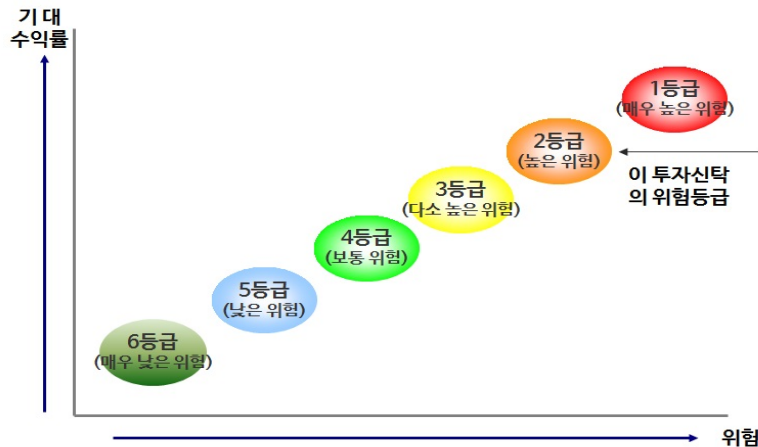 기 대
수익률
1등급
(매우 높은 위험)
2등급
(높은 위험)
이 투자신탁
의 위험등급
3등급
(다소 높은 위험)
4등급
(보통 위험)
5등급
(낮은 위험)
6등급
(매우 낮은 위험)
위험